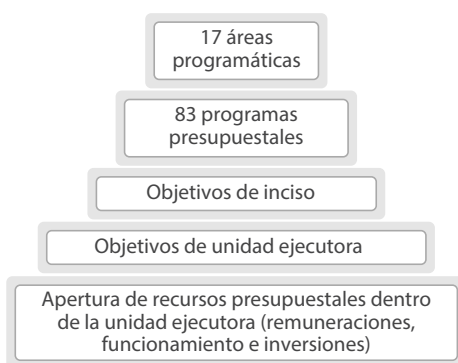 17 áreas
programáticas
83 programas
presupuestales
Objetivos de inciso
Objetivos de unidad ejecutora
Apertura de recursos presupuestales dentro
de la unidad ejecutora (remuneraciones,
funcionamiento e inversiones)